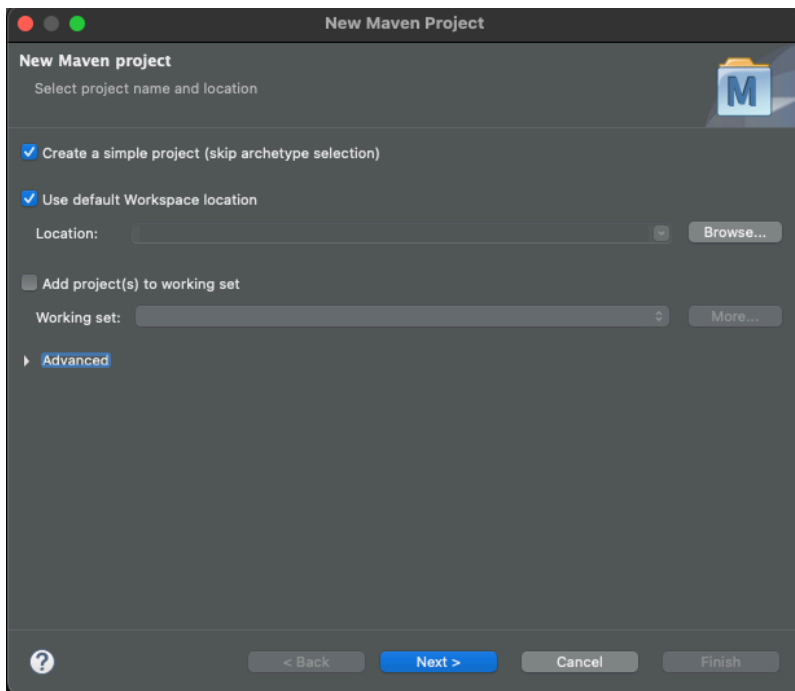 New Maven Project
New Maven project
Select project name and location
M
Create a simple project (skip archetype selection)
Use default Workspace location
Location: Browse...
Add project(s) to working set
Working set: More...
Advanced
? < Back Next > Cancel Finish